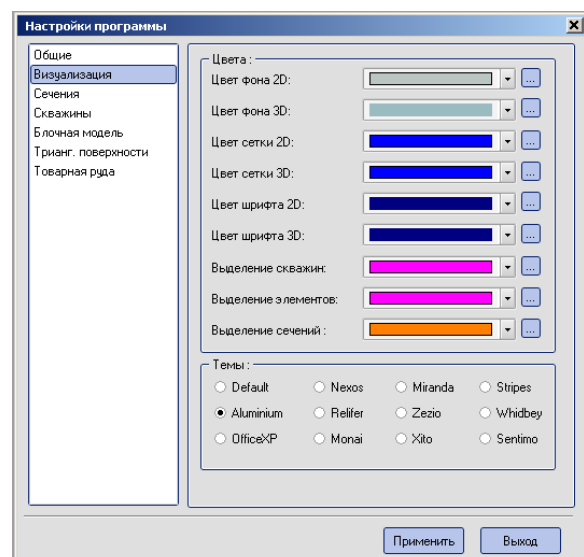 Настройки программы
Общие
Визуализация
Сечения
Скважины
Блочная модель
Трианг. поверхности
Товарная руда
Цвета :
Цвет фона 2D:
...
Цвет фона 3D:
...
Цвет сетки 2D:
...
Цвет сетки 3D:
...
Цвет шрифта 2D:
...
Цвет шрифта 3D:
...
Выделение скважин:
...
Выделение элементов:
...
Выделение сечений :
...
Темы :
Default Nexos Miranda Stripes
Aluminium Relifer Zezio Whidbey
OfficeXP Monai Xito Sentimo
Применить Выход